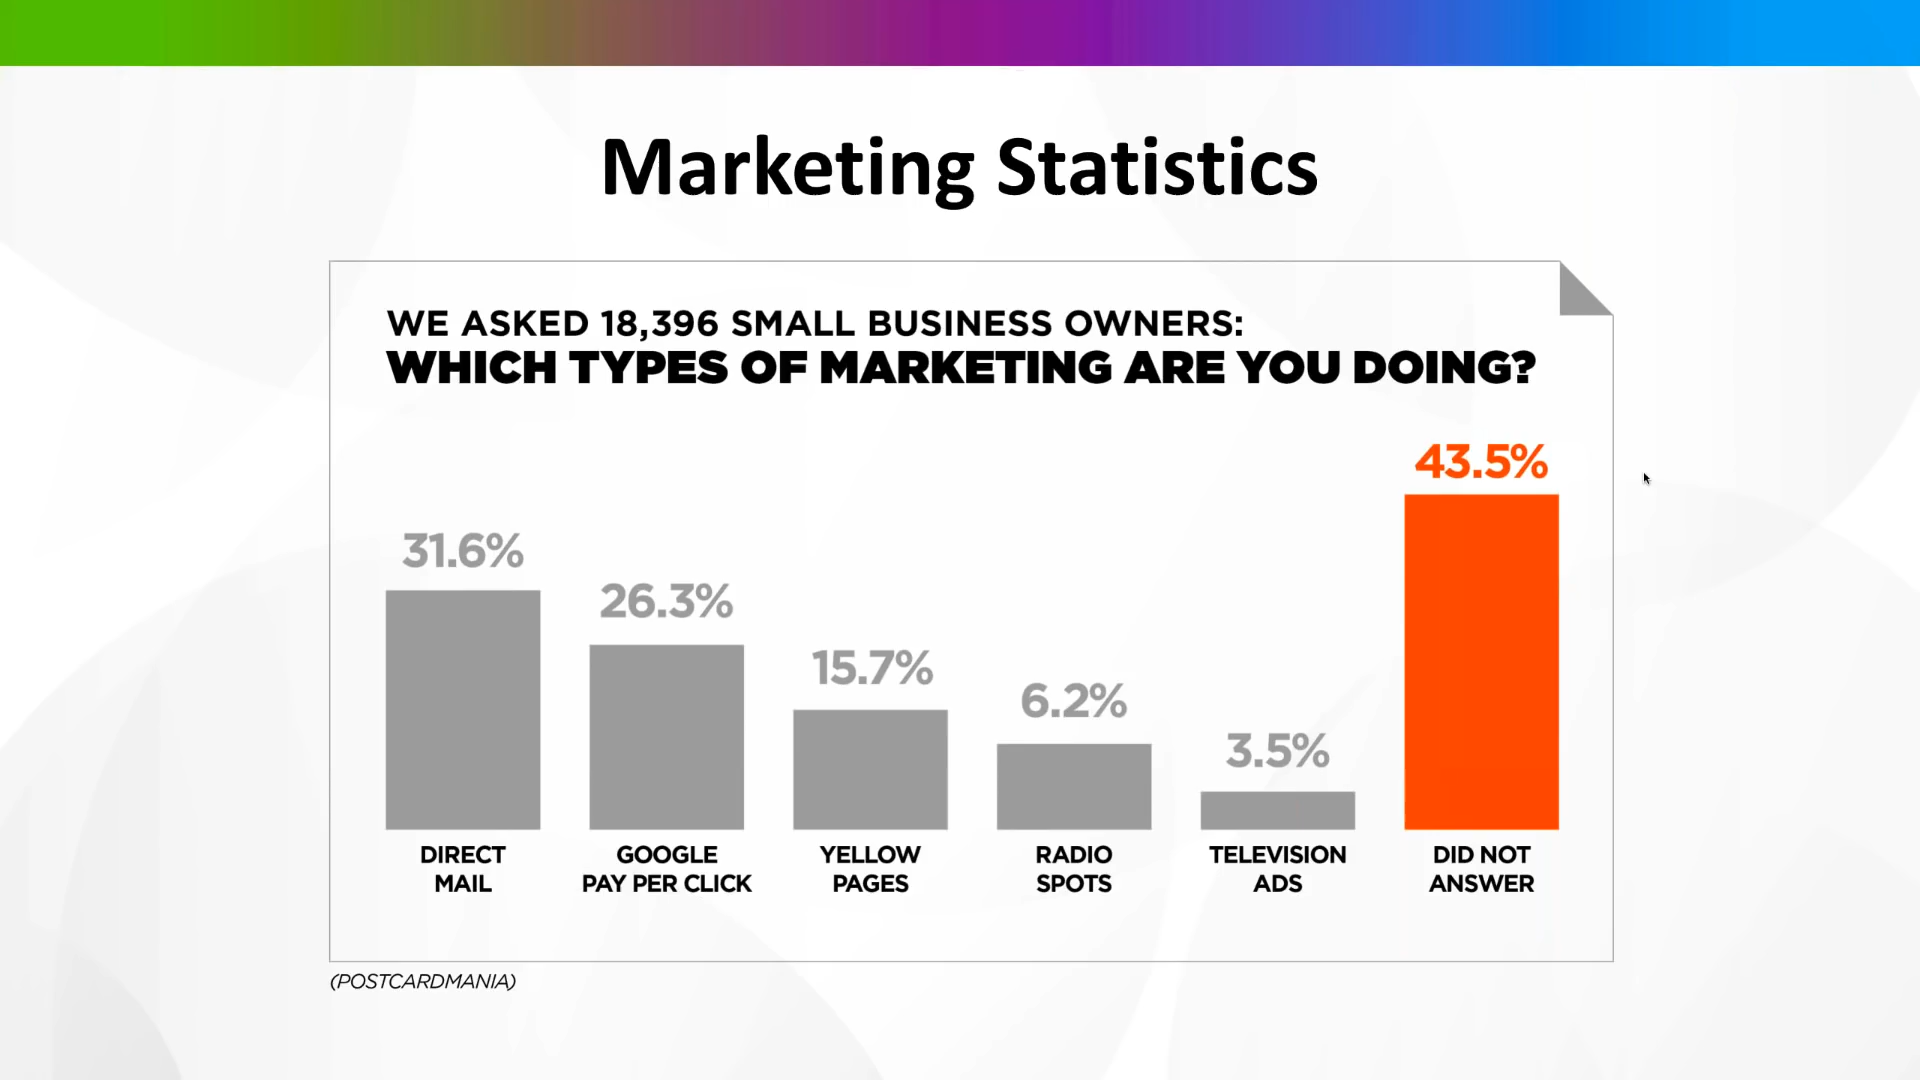 Marketing Statistics
WE ASKED 18,396 SMALL BUSINESS OWNERS:
WHICH TYPES OF MARKETING ARE YOU DOING?
43.5%
31.6%
26.3%
15.7%
6.2%
3.5%
DIRECT
MAIL
GOOGLE
PAY PER CLICK
YELLOW
PAGES
RADIO
SPOTS
TELEVISION
ADS
DID NOT
ANSWER
(POSTCARDMANIA)